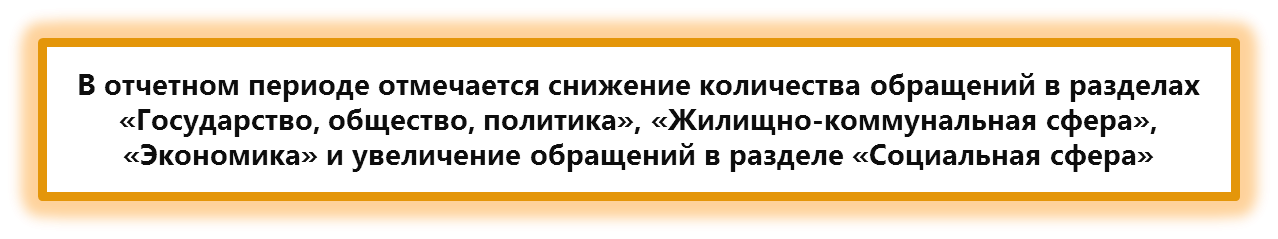 В отчетном периоде отмечается снижение количества обращений в разделах
«Государство, общество, политика», «Жилищно-коммунальная сфера»,
«Экономика» и увеличение обращений в разделе «Социальная сфера»